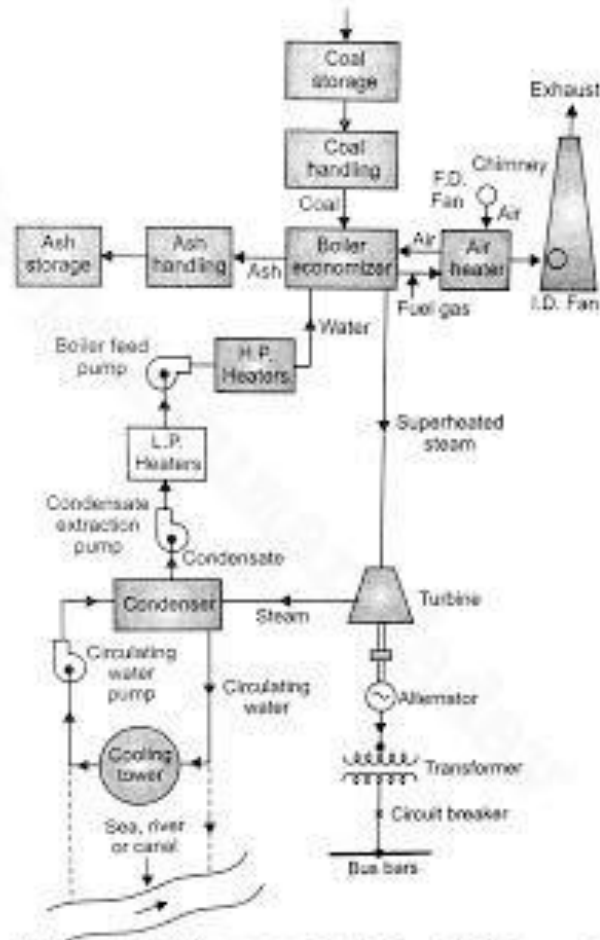 Coal
storage
Exhaust
Coal
handling
Chimney
F.D.
Fan
Air
Coal
Ash
storage
Ash
handling
Ash
Boiler
economizer
Air
Air
heater
Fuel gas
I.D. Fan
Water
Boiler feed
pump
H.P.
Heaters
Superheated
steam
L.P.
Heaters
Condensate
extraction
pump
Condensate
Condenser
Steam
Turbine
Circulating
water
pump
Circulating
water
Alternator
Cooling
tower
Transformer
Sea, river
or canal
Circuit breaker
Bus bars